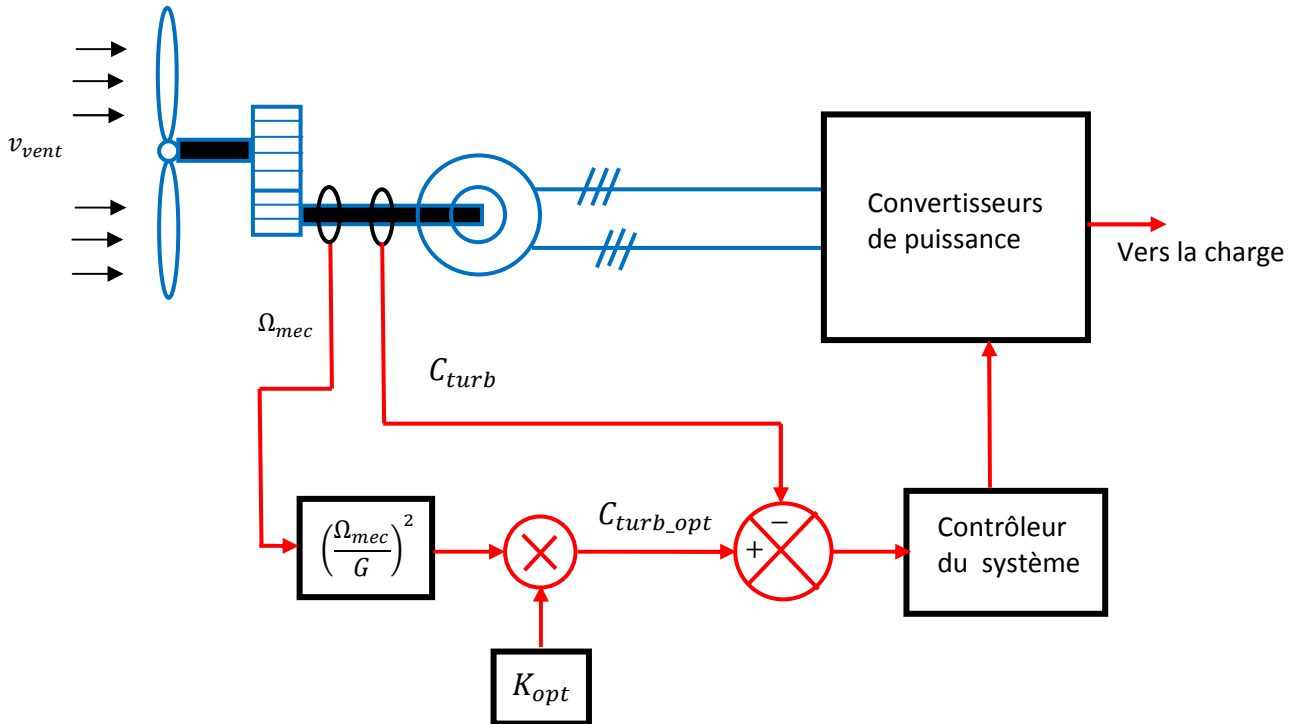 v_vent
Convertisseurs
de puissance
Vers la charge
Ω_mec
C_turb
(Ω_mec/G)^2
C_turb_opt
−
+
Contrôleur
du système
K_opt